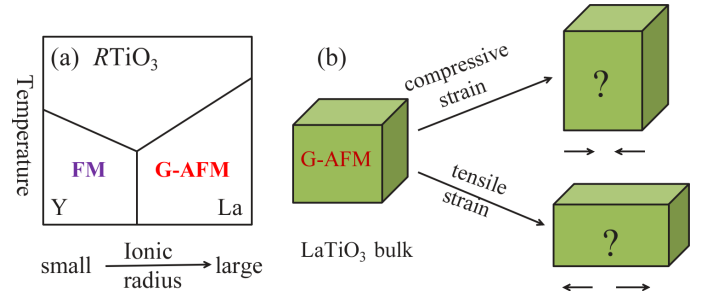 (a) RTiO₃
Temperature
FM
G-AFM
Y
La
small
Ionic
radius
large
(b)
compressive
strain
?
G-AFM
tensile
strain
?
LaTiO₃ bulk